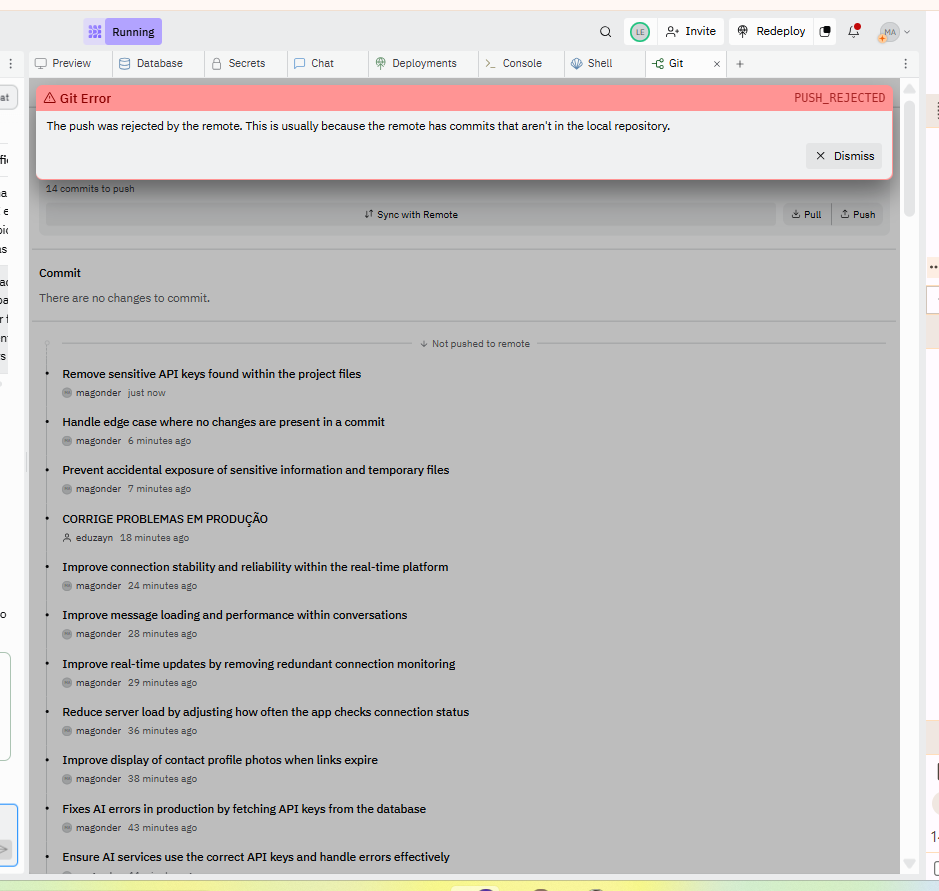 Running
LE
Invite
Redeploy
MA
Preview
Database
Secrets
Chat
Deployments
Console
Shell
Git
Git Error
PUSH_REJECTED
The push was rejected by the remote. This is usually because the remote has commits that aren't in the local repository.
Dismiss
14 commits to push
Sync with Remote
Pull
Push
Commit
There are no changes to commit.
Not pushed to remote
Remove sensitive API keys found within the project files
magonder just now
Handle edge case where no changes are present in a commit
magonder 6 minutes ago
Prevent accidental exposure of sensitive information and temporary files
magonder 7 minutes ago
CORRIGE PROBLEMAS EM PRODUÇÃO
eduzayn 18 minutes ago
Improve connection stability and reliability within the real-time platform
magonder 24 minutes ago
Improve message loading and performance within conversations
magonder 28 minutes ago
Improve real-time updates by removing redundant connection monitoring
magonder 29 minutes ago
Reduce server load by adjusting how often the app checks connection status
magonder 36 minutes ago
Improve display of contact profile photos when links expire
magonder 38 minutes ago
Fixes AI errors in production by fetching API keys from the database
magonder 43 minutes ago
Ensure AI services use the correct API keys and handle errors effectively